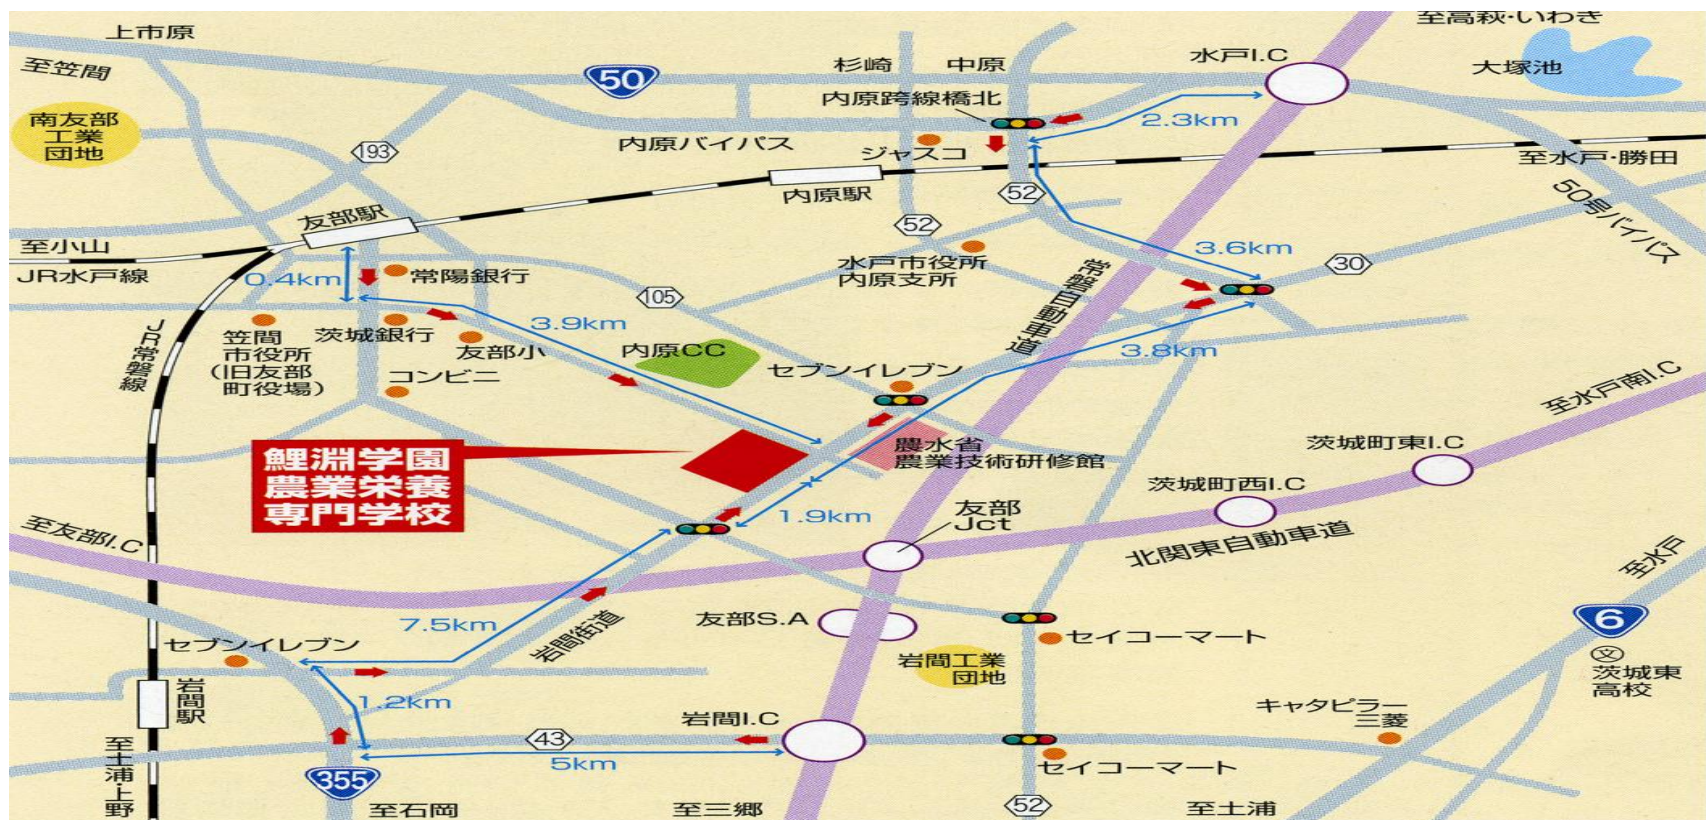 至高萩・いわき
上市原
至笠間
50
杉崎
中原
水戸I.C
大塚池
内原跨線橋北
南友部
工業
団地
193
内原バイパス
ジャスコ
2.3km
至水戸・勝田
内原駅
52
50号バイパス
友部駅
52
至小山
JR水戸線
0.4km
常陽銀行
水戸市役所
内原支所
3.6km
30
105
常磐自動車道
JR常磐線
笠間
市役所
(旧友部
町役場)
茨城銀行
友部小
3.9km
内原CC
コンビニ
セブンイレブン
3.8km
至水戸南I.C
鯉淵学園
農業栄養
専門学校
農水省
農業技術研修館
茨城町東I.C
茨城町西I.C
至友部I.C
1.9km
友部
Jct
北関東自動車道
至水戸
7.5km
岩間街道
友部S.A
セイコーマート
6
セブンイレブン
岩間工業
団地
文
茨城東
高校
岩間駅
1.2km
岩間I.C
キャタピラー
三菱
43
5km
セイコーマート
至土浦・上野
355
至石岡
至三郷
52
至土浦